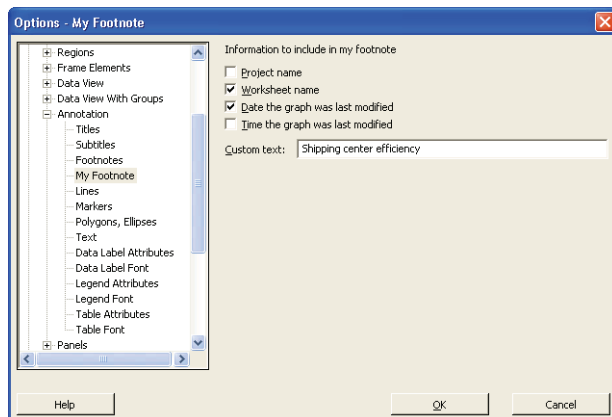 Options - My Footnote
Regions
Frame Elements
Data View
Data View With Groups
Annotation
Titles
Subtitles
Footnotes
My Footnote
Lines
Markers
Polygons, Ellipses
Text
Data Label Attributes
Data Label Font
Legend Attributes
Legend Font
Table Attributes
Table Font
Panels
Information to include in my footnote
Project name
Worksheet name
Date the graph was last modified
Time the graph was last modified
Custom text: Shipping center efficiency
Help
OK
Cancel